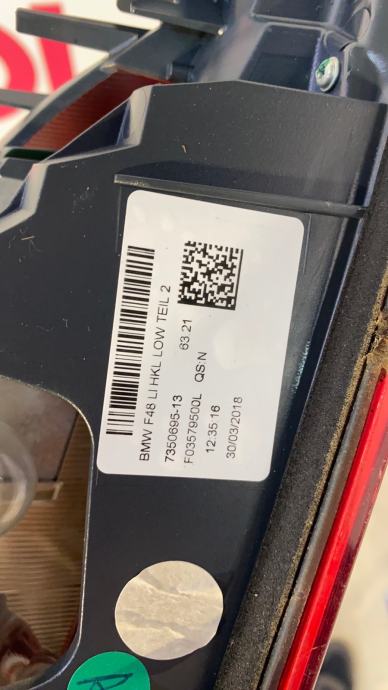 BMW F48 LI HKL LOW TEIL 2
7350695-13 63.21
F03579500L QS:N
12:35:16
30/03/2018